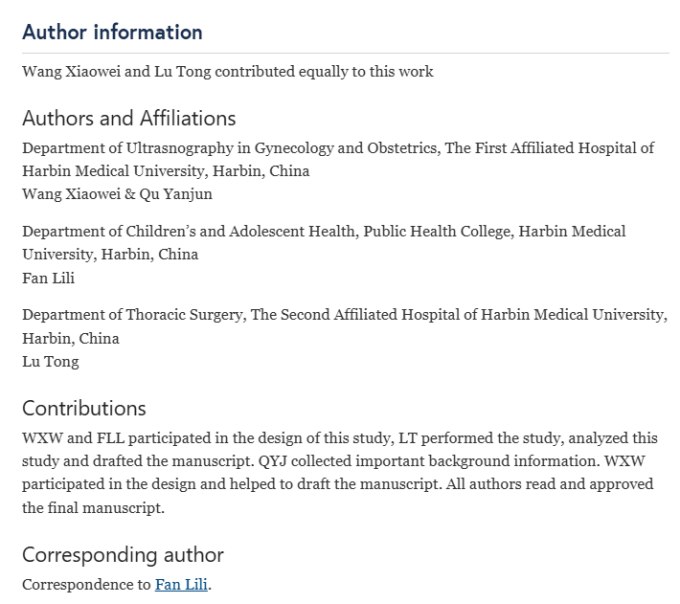 Author information
Wang Xiaowei and Lu Tong contributed equally to this work
Authors and Affiliations
Department of Ultrasnography in Gynecology and Obstetrics, The First Affiliated Hospital of
Harbin Medical University, Harbin, China
Wang Xiaowei & Qu Yanjun
Department of Children’s and Adolescent Health, Public Health College, Harbin Medical
University, Harbin, China
Fan Lili
Department of Thoracic Surgery, The Second Affiliated Hospital of Harbin Medical University,
Harbin, China
Lu Tong
Contributions
WXW and FLL participated in the design of this study, LT performed the study, analyzed this
study and drafted the manuscript. QYJ collected important background information. WXW
participated in the design and helped to draft the manuscript. All authors read and approved
the final manuscript.
Corresponding author
Correspondence to Fan Lili.